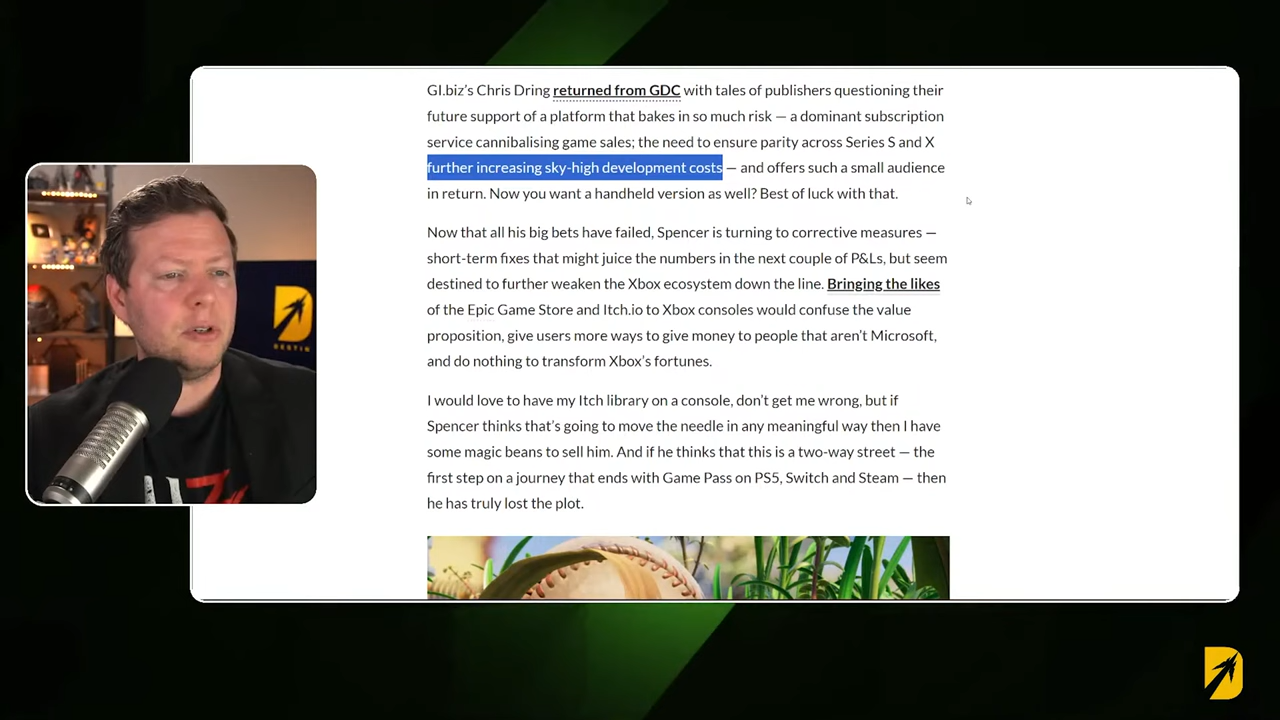 GI.biz's Chris Dring returned from GDC with tales of publishers questioning their
future support of a platform that bakes in so much risk — a dominant subscription
service cannibalising game sales; the need to ensure parity across Series S and X
further increasing sky-high development costs — and offers such a small audience
in return. Now you want a handheld version as well? Best of luck with that.
Now that all his big bets have failed, Spencer is turning to corrective measures —
short-term fixes that might juice the numbers in the next couple of P&Ls, but seem
destined to further weaken the Xbox ecosystem down the line. Bringing the likes
of the Epic Game Store and Itch.io to Xbox consoles would confuse the value
proposition, give users more ways to give money to people that aren't Microsoft,
and do nothing to transform Xbox's fortunes.
I would love to have my Itch library on a console, don't get me wrong, but if
Spencer thinks that's going to move the needle in any meaningful way then I have
some magic beans to sell him. And if he thinks that this is a two-way street — the
first step on a journey that ends with Game Pass on PS5, Switch and Steam — then
he has truly lost the plot.
DESTIN